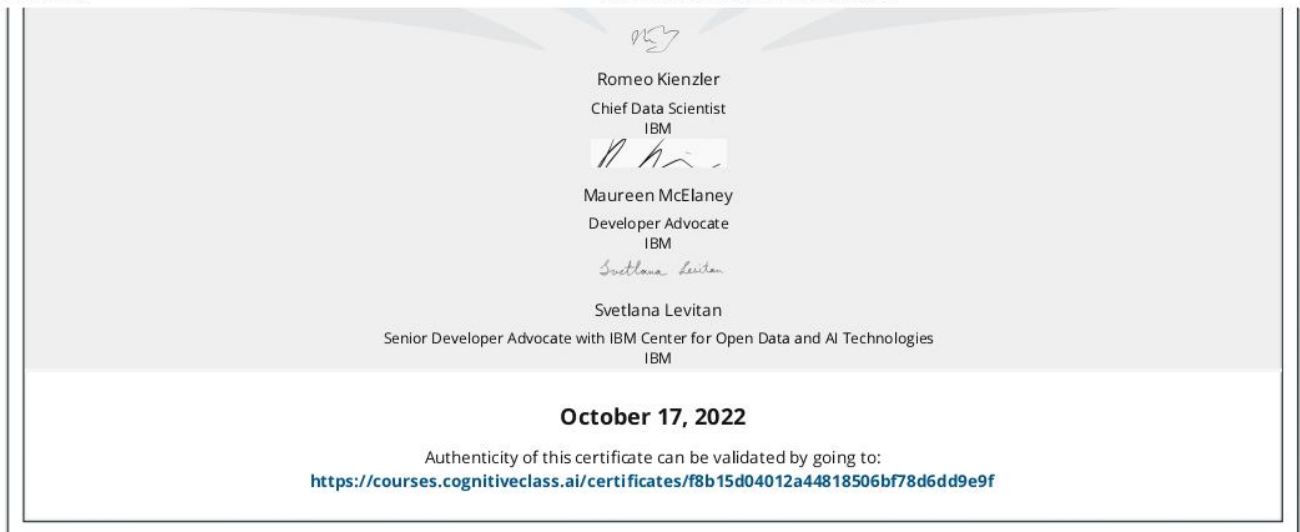 Romeo Kienzler
Chief Data Scientist
IBM
Maureen McElaney
Developer Advocate
IBM
Svetlana Levitan
Svetlana Levitan
Senior Developer Advocate with IBM Center for Open Data and AI Technologies
IBM
October 17, 2022
Authenticity of this certificate can be validated by going to:
https://courses.cognitiveclass.ai/certificates/f8b15d04012a44818506bf78d6dd9e9f